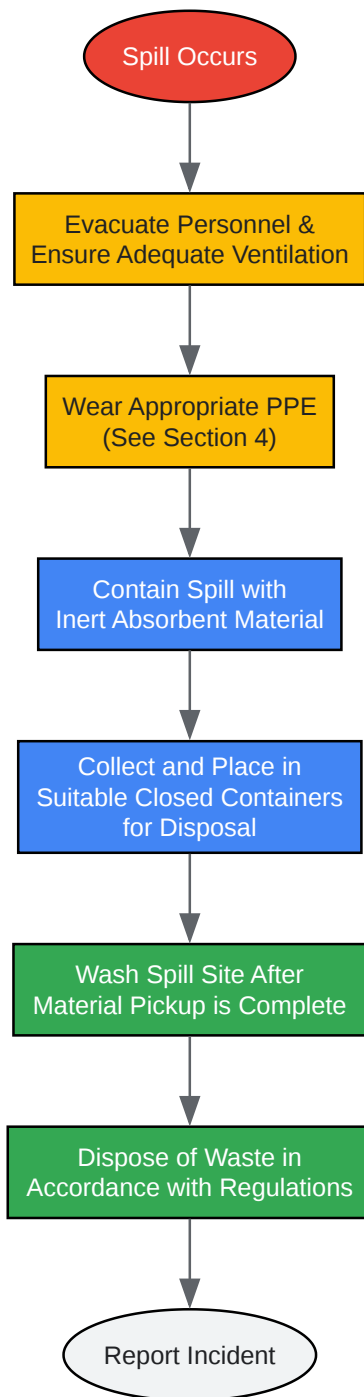 Spill Occurs
Evacuate Personnel &
Ensure Adequate Ventilation
Wear Appropriate PPE
(See Section 4)
Contain Spill with
Inert Absorbent Material
Collect and Place in
Suitable Closed Containers
for Disposal
Wash Spill Site After
Material Pickup is Complete
Dispose of Waste in
Accordance with Regulations
Report Incident